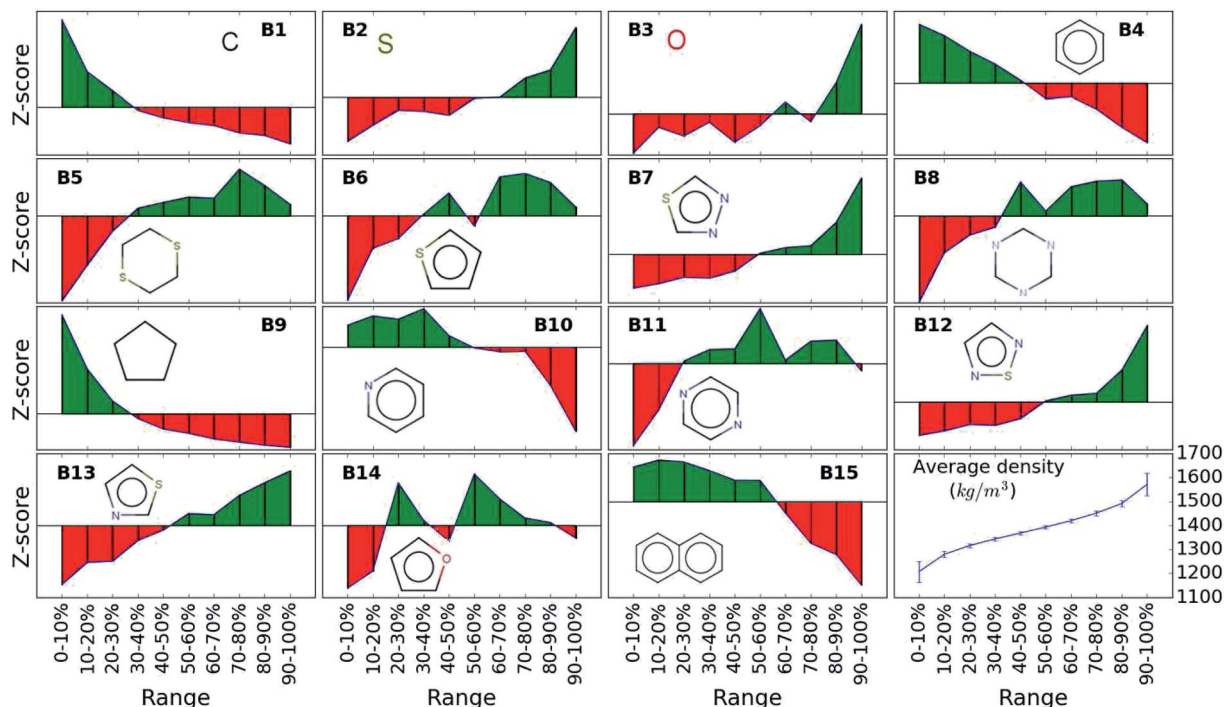 Z-score
C
B1
B2
S
B3
O
B4
Z-score
B5
S
S
B6
S
B7
S
N
N
B8
N
N
N
Z-score
B9
B10
N
B11
N
N
B12
N
N
S
Z-score
B13
S
N
B14
O
B15
Average density
(kg/m³)
1700
1600
1500
1400
1300
1200
1100
0-10%
10-20%
20-30%
30-40%
40-50%
50-60%
60-70%
70-80%
80-90%
90-100%
0-10%
10-20%
20-30%
30-40%
40-50%
50-60%
60-70%
70-80%
80-90%
90-100%
0-10%
10-20%
20-30%
30-40%
40-50%
50-60%
60-70%
70-80%
80-90%
90-100%
0-10%
10-20%
20-30%
30-40%
40-50%
50-60%
60-70%
70-80%
80-90%
90-100%
Range
Range
Range
Range